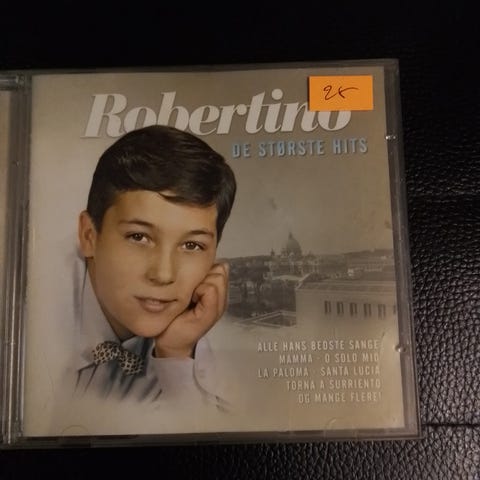 Robertino
DE STØRSTE HITS
ALLE HANS BEDSTE SANGE
MAMMA · O SOLO MIO
LA PALOMA · SANTA LUCIA
TORNA A SURRIENTO
OG MANGE FLERE!